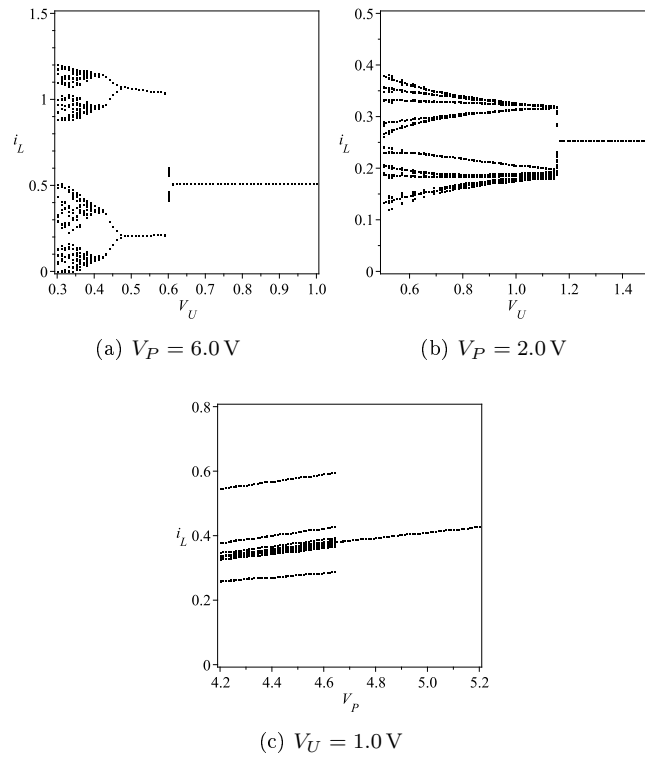 1.5
1
i_L
0.5
0
0.3 0.4 0.5 0.6 0.7 0.8 0.9 1.0
V_U
(a) V_P = 6.0 V
0.5
0.4
0.3
i_L
0.2
0.1
0
0.6 0.8 1.0 1.2 1.4
V_U
(b) V_P = 2.0 V
0.8
0.6
i_L 0.4
0.2
0
4.2 4.4 4.6 4.8 5.0 5.2
V_P
(c) V_U = 1.0 V